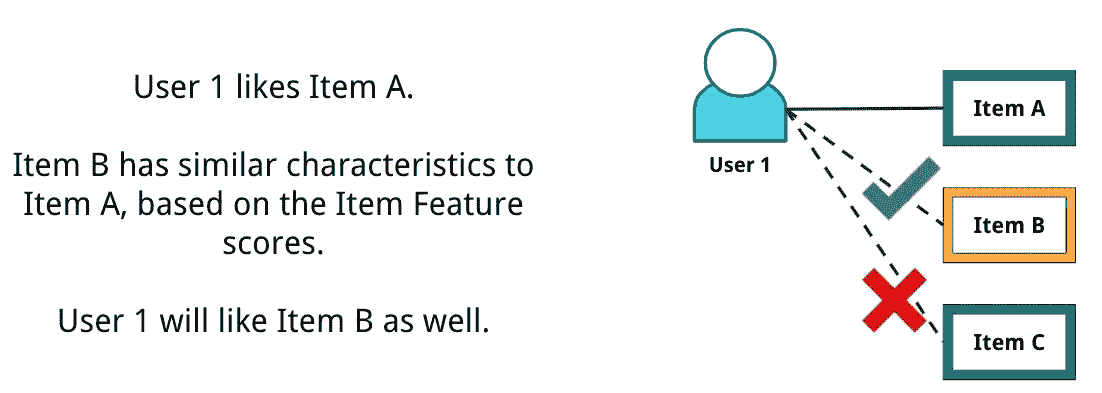 User 1 likes Item A.
Item B has similar characteristics to
Item A, based on the Item Feature
scores.
User 1 will like Item B as well.
User 1
Item A
Item B
Item C